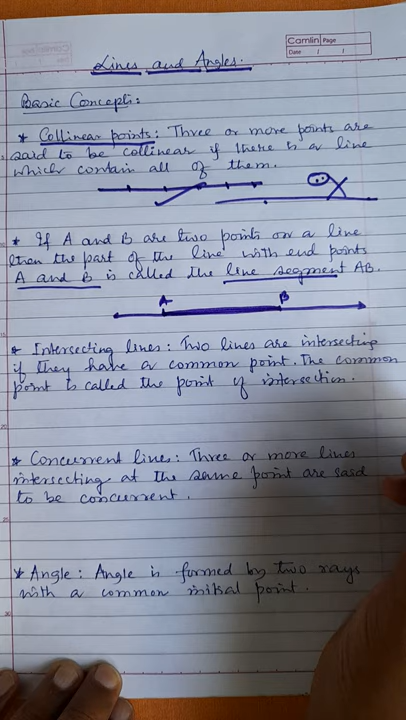 Camlin Page
Date / /
Lines and Angles.
Basic Concept:
* Collinear points: Three or more points are
said to be collinear if there is a line
which contain all of them.
* If A and B are two points on a line
then the part of the line with end points
A and B is called the line segment AB.
A B
* Intersecting lines: Two lines are intersecting
if they have a common point. The common
point is called the point of intersection.
* Concurrent lines: Three or more lines
intersecting at the same point are said
to be concurrent.
* Angle: Angle is formed by two rays
with a common initial point.